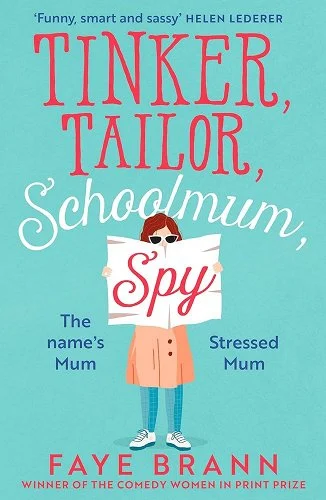 ‘Funny, smart and sassy’ HELEN LEDERER
TINKER,
TAILOR,
Schoolmum,
Spy
The
name's
Mum
Stressed
Mum
FAYE BRANN
WINNER OF THE COMEDY WOMEN IN PRINT PRIZE